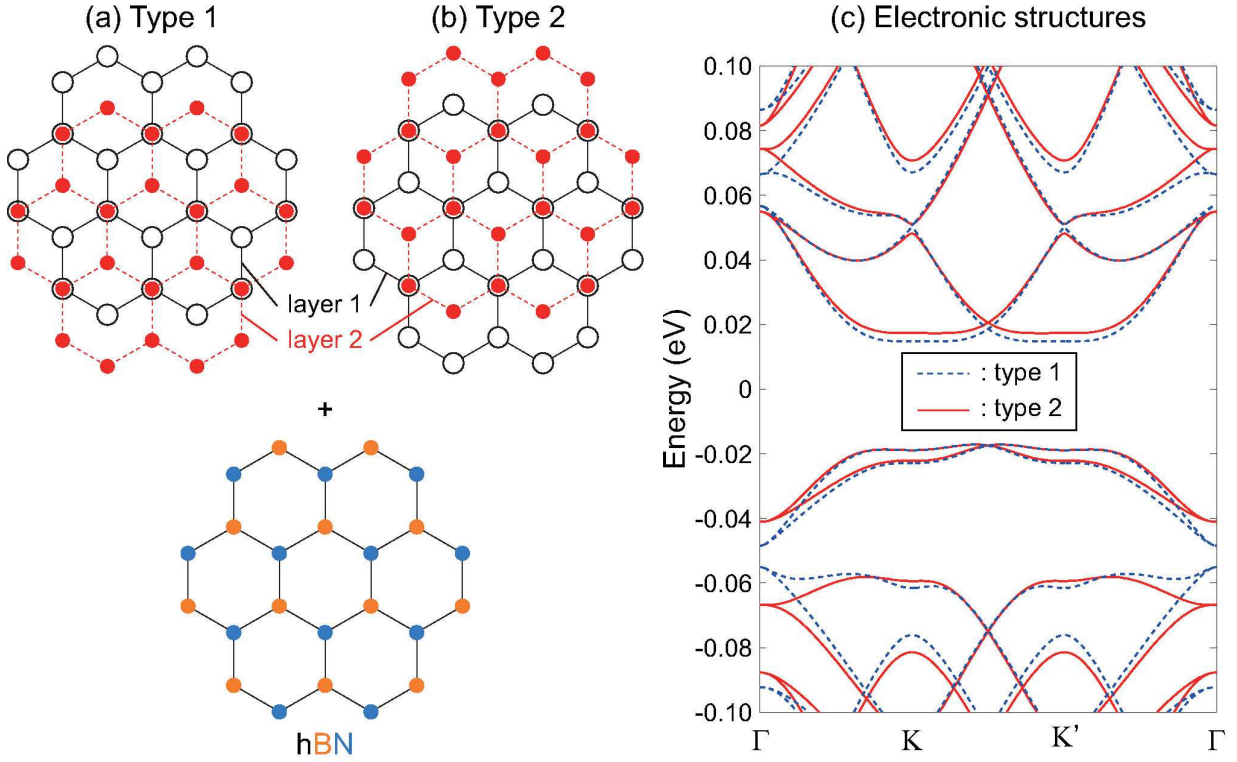 (a) Type 1
(b) Type 2
(c) Electronic structures
layer 1
layer 2
+
hBN
Energy (eV)
0.10
0.08
0.06
0.04
0.02
0
-0.02
-0.04
-0.06
-0.08
-0.10
: type 1
: type 2
Γ
K
K’
Γ